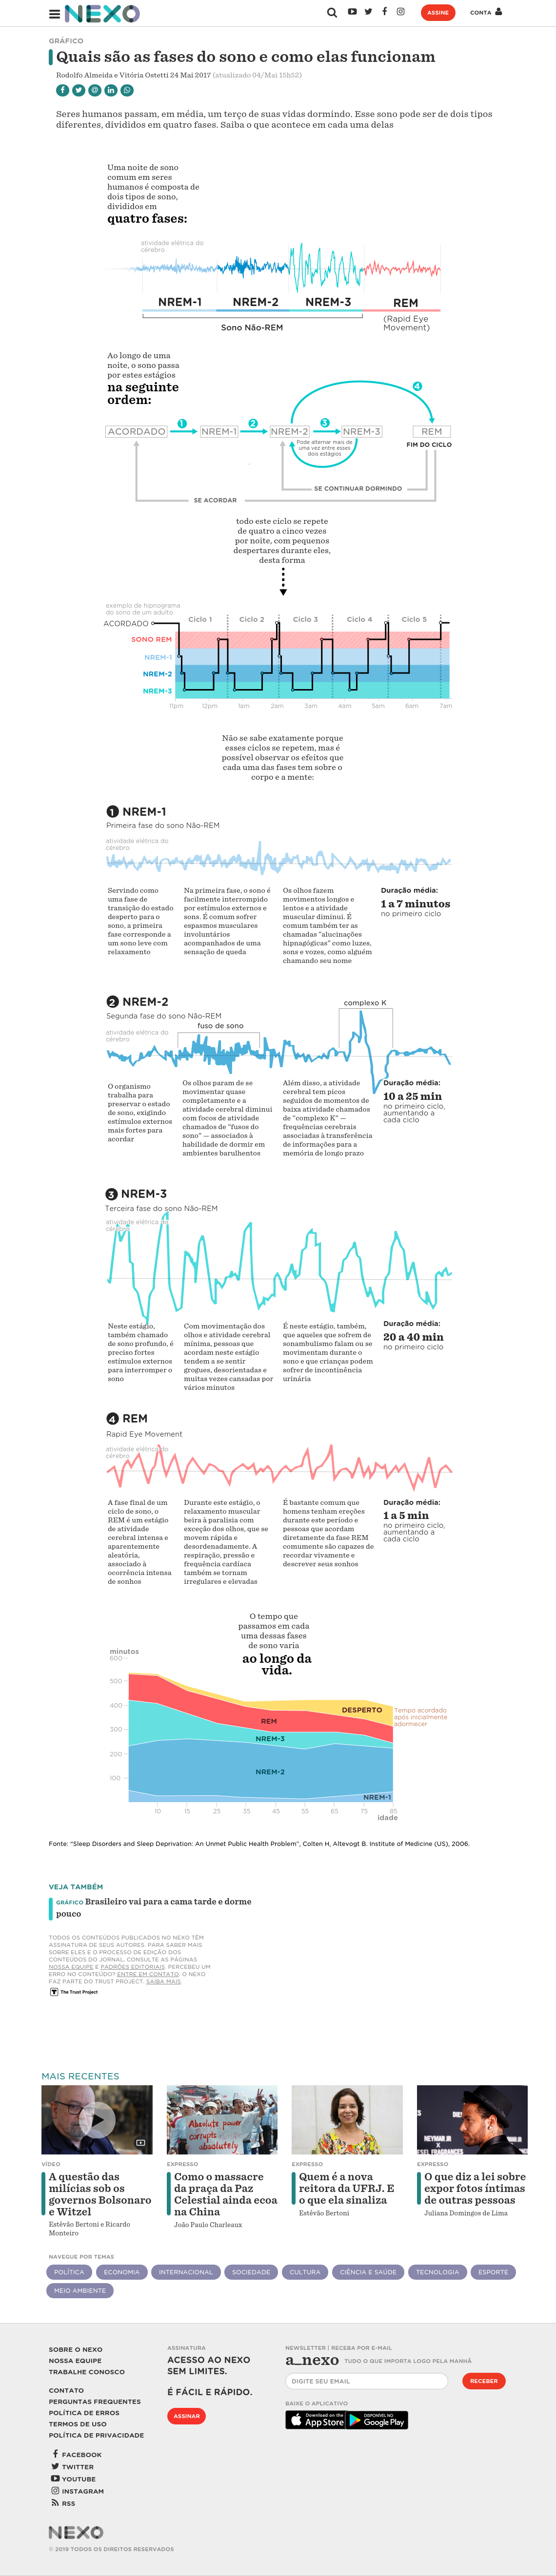 NEXO
ASSINE
CONTA
GRÁFICO
Quais são as fases do sono e como elas funcionam
Rodolfo Almeida e Vitória Ostetti 24 Mai 2017 (atualizado 04/Mai 15h52)
Seres humanos passam, em média, um terço de suas vidas dormindo. Esse sono pode ser de dois tipos
diferentes, divididos em quatro fases. Saiba o que acontece em cada uma delas
Uma noite de sono
comum em seres
humanos é composta de
dois tipos de sono,
divididos em
quatro fases:
atividade elétrica do
cérebro
NREM-1
NREM-2
NREM-3
REM
Sono Não-REM
(Rapid Eye
Movement)
Ao longo de uma
noite, o sono passa
por estes estágios
na seguinte
ordem:
4
1
2
3
ACORDADO
NREM-1
NREM-2
NREM-3
REM
Pode alternar mais de
uma vez entre esses
dois estágios
FIM DO CICLO
SE CONTINUAR DORMINDO
SE ACORDAR
todo este ciclo se repete
de quatro a cinco vezes
por noite, com pequenos
despertares durante eles,
desta forma
exemplo de hipnograma
do sono de um adulto
ACORDADO
Ciclo 1
Ciclo 2
Ciclo 3
Ciclo 4
Ciclo 5
SONO REM
NREM-1
NREM-2
NREM-3
11pm
12pm
1am
2am
3am
4am
5am
6am
7am
Não se sabe exatamente porque
esses ciclos se repetem, mas é
possível observar os efeitos que
cada uma das fases tem sobre o
corpo e a mente:
1 NREM-1
Primeira fase do sono Não-REM
atividade elétrica do
cérebro
Servindo como
uma fase de
transição do estado
desperto para o
sono, a primeira
fase corresponde a
um sono leve com
relaxamento
Na primeira fase, o sono é
facilmente interrompido
por estímulos externos e
sons. É comum sofrer
espasmos musculares
involuntários
acompanhados de uma
sensação de queda
Os olhos fazem
movimentos longos e
lentos e a atividade
muscular diminui. É
comum também ter as
chamadas "alucinações
hipnagógicas" como luzes,
sons e vozes, como alguém
chamando seu nome
Duração média:
1 a 7 minutos
no primeiro ciclo
2 NREM-2
Segunda fase do sono Não-REM
fuso de sono
complexo K
atividade elétrica do
cérebro
O organismo
trabalha para
preservar o estado
de sono, exigindo
estímulos externos
mais fortes para
acordar
Os olhos param de se
movimentar quase
completamente e a
atividade cerebral diminui
com focos de atividade
chamados de "fusos do
sono" — associados à
habilidade de dormir em
ambientes barulhentos
Além disso, a atividade
cerebral tem picos
seguidos de momentos de
baixa atividade chamados
de "complexo K" —
frequências cerebrais
associadas à transferência
de informações para a
memória de longo prazo
Duração média:
10 a 25 min
no primeiro ciclo,
aumentando a
cada ciclo
3 NREM-3
Terceira fase do sono Não-REM
atividade elétrica do
cérebro
Neste estágio,
também chamado
de sono profundo, é
preciso fortes
estímulos externos
para interromper o
sono
Com movimentação dos
olhos e atividade cerebral
mínima, pessoas que
acordam neste estágio
tendem a se sentir
grogues, desorientadas e
muitas vezes cansadas por
vários minutos
É neste estágio, também,
que aqueles que sofrem de
sonambulismo falam ou se
movimentam durante o
sono e que crianças podem
sofrer de incontinência
urinária
Duração média:
20 a 40 min
no primeiro ciclo
4 REM
Rapid Eye Movement
atividade elétrica do
cérebro
A fase final de um
ciclo de sono, o
REM é um estágio
de atividade
cerebral intensa e
aparentemente
aleatória,
associado à
ocorrência intensa
de sonhos
Durante este estágio, o
relaxamento muscular
beira à paralisia com
exceção dos olhos, que se
movem rápida e
desordenadamente. A
respiração, pressão e
frequência cardíaca
também se tornam
irregulares e elevadas
É bastante comum que
homens tenham ereções
durante este período e
pessoas que acordam
diretamente da fase REM
comumente são capazes de
recordar vivamente e
descrever seus sonhos
Duração média:
1 a 5 min
no primeiro ciclo,
aumentando a
cada ciclo
O tempo que
passamos em cada
uma dessas fases
de sono varia
ao longo da
vida.
minutos
600
500
400
300
200
100
DESPERTO
Tempo acordado
após inicialmente
adormecer
REM
NREM-3
NREM-2
NREM-1
10
15
25
35
45
55
65
75
85
idade
Fonte: "Sleep Disorders and Sleep Deprivation: An Unmet Public Health Problem", Colten H, Altevogt B. Institute of Medicine (US), 2006.
VEJA TAMBÉM
GRÁFICO Brasileiro vai para a cama tarde e dorme
pouco
TODOS OS CONTEÚDOS PUBLICADOS NO NEXO TÊM
ASSINATURA DE SEUS AUTORES. PARA SABER MAIS
SOBRE ELES E O PROCESSO DE EDIÇÃO DOS
CONTEÚDOS DO JORNAL, CONSULTE AS PÁGINAS
NOSSA EQUIPE E PADRÕES EDITORIAIS. PERCEBEU UM
ERRO NO CONTEÚDO? ENTRE EM CONTATO. O NEXO
FAZ PARTE DO TRUST PROJECT. SAIBA MAIS.
T The Trust Project
MAIS RECENTES
Absolute power
corrupts
absolutely
NEYMAR JR
DIESEL FRAGRANCES
VÍDEO
A questão das
milícias sob os
governos Bolsonaro
e Witzel
Estêvão Bertoni e Ricardo
Monteiro
EXPRESSO
Como o massacre
da praça da Paz
Celestial ainda ecoa
na China
João Paulo Charleaux
EXPRESSO
Quem é a nova
reitora da UFRJ. E
o que ela sinaliza
Estêvão Bertoni
EXPRESSO
O que diz a lei sobre
expor fotos íntimas
de outras pessoas
Juliana Domingos de Lima
NAVEGUE POR TEMAS
POLÍTICA
ECONOMIA
INTERNACIONAL
SOCIEDADE
CULTURA
CIÊNCIA E SAÚDE
TECNOLOGIA
ESPORTE
MEIO AMBIENTE
SOBRE O NEXO
NOSSA EQUIPE
TRABALHE CONOSCO
CONTATO
PERGUNTAS FREQUENTES
POLÍTICA DE ERROS
TERMOS DE USO
POLÍTICA DE PRIVACIDADE
FACEBOOK
TWITTER
YOUTUBE
INSTAGRAM
RSS
ASSINATURA
ACESSO AO NEXO
SEM LIMITES.
É FÁCIL E RÁPIDO.
ASSINAR
NEWSLETTER | RECEBA POR E-MAIL
a_nexo TUDO O QUE IMPORTA LOGO PELA MANHÃ
DIGITE SEU EMAIL
RECEBER
BAIXE O APLICATIVO
Download on the
App Store
DISPONÍVEL NO
Google Play
NEXO
© 2019 TODOS OS DIREITOS RESERVADOS